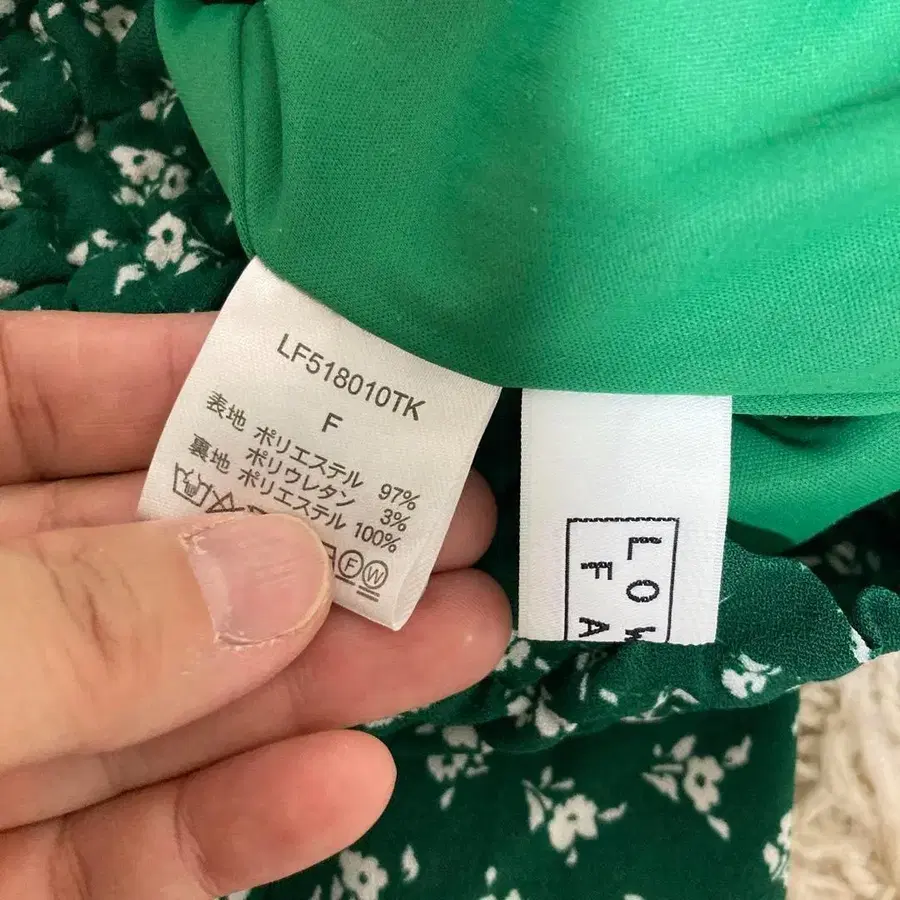 LF518010TK
F
表地 ポリエステル 97%
ポリウレタン 3%
裏地 ポリエステル 100%
F W
LOW
F A